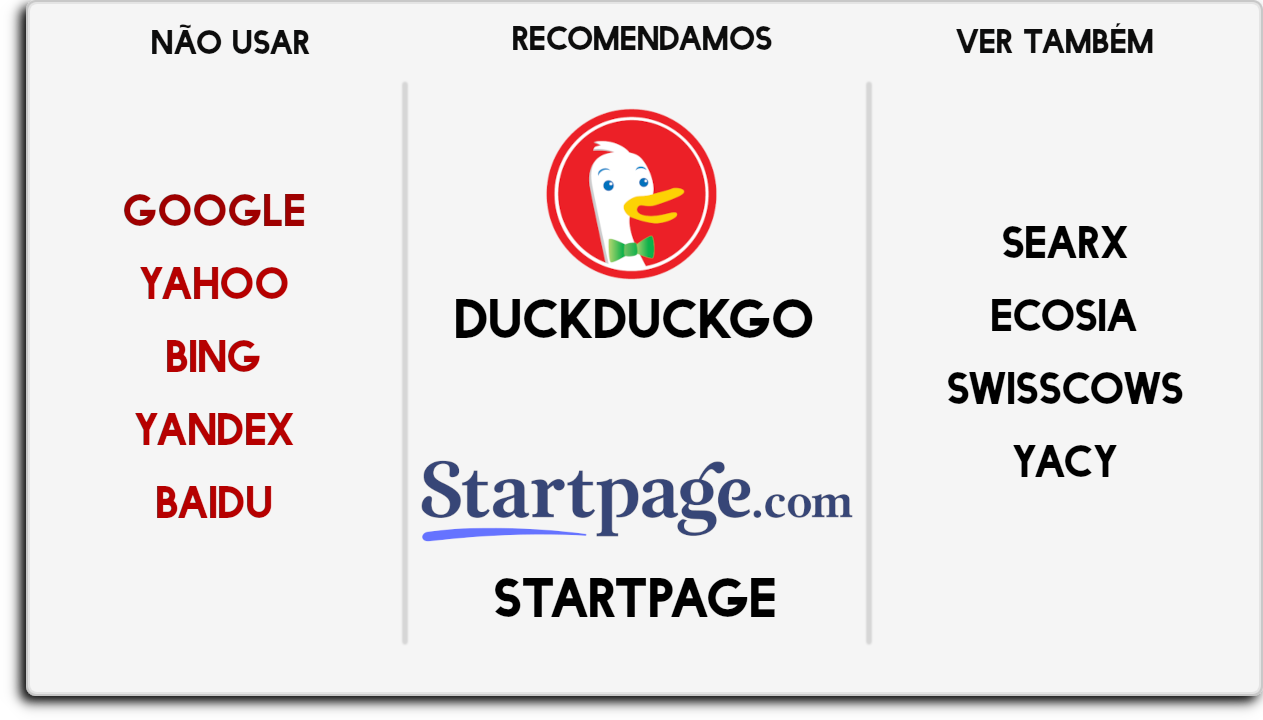 NÃO USAR
GOOGLE
YAHOO
BING
YANDEX
BAIDU
RECOMENDAMOS
DUCKDUCKGO
Startpage.com
STARTPAGE
VER TAMBÉM
SEARX
ECOSIA
SWISSCOWS
YACY